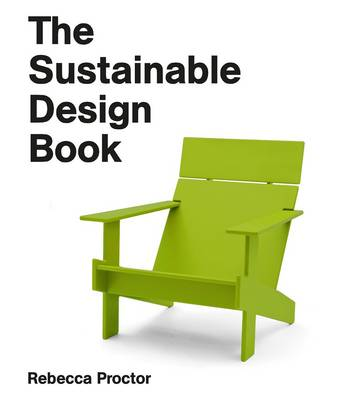 The
Sustainable
Design
Book
Rebecca Proctor